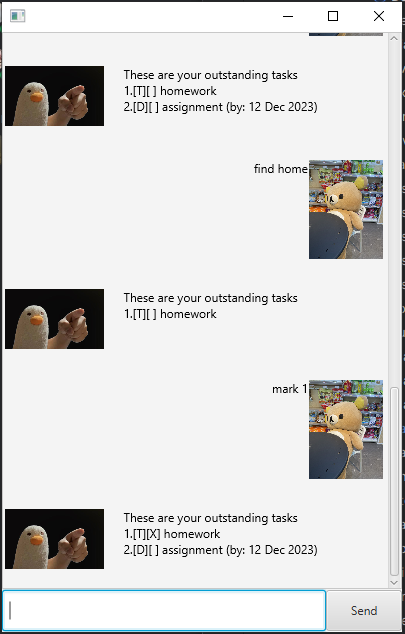 These are your outstanding tasks
1.[T][ ] homework
2.[D][ ] assignment (by: 12 Dec 2023)
find home
These are your outstanding tasks
1.[T][ ] homework
mark 1
These are your outstanding tasks
1.[T][X] homework
2.[D][ ] assignment (by: 12 Dec 2023)
Send